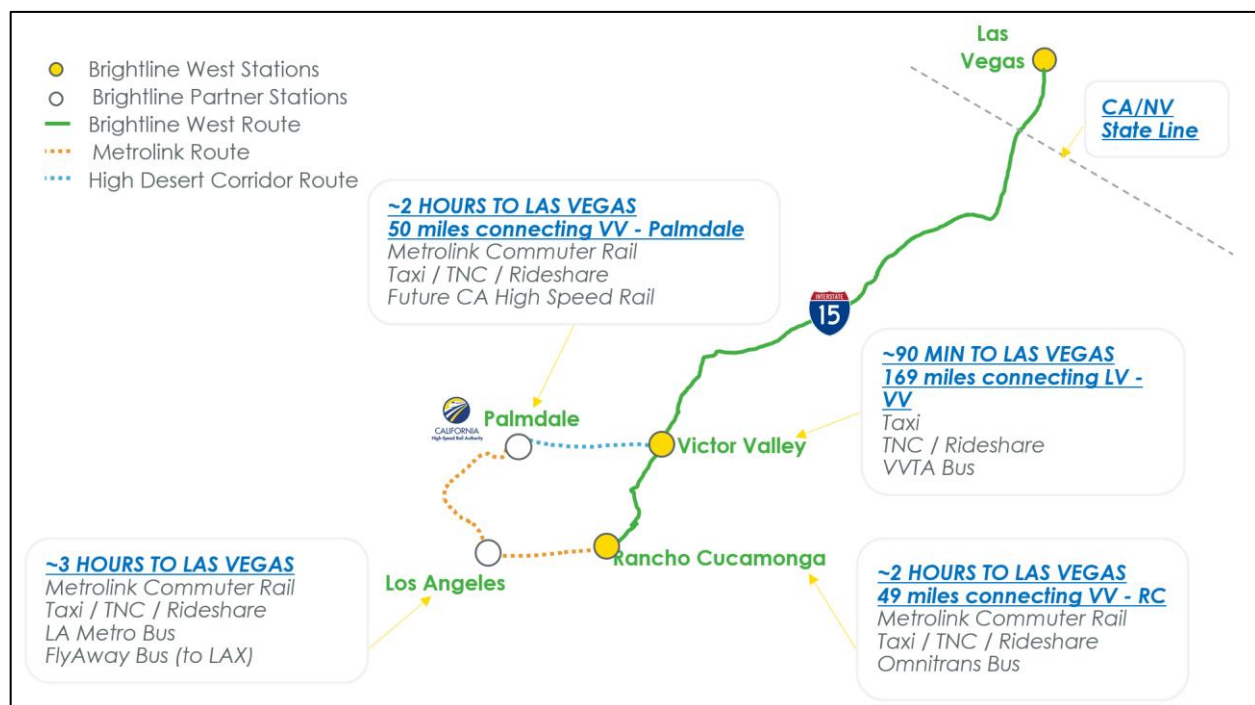 Las
Vegas
Brightline West Stations
Brightline Partner Stations
Brightline West Route
Metrolink Route
High Desert Corridor Route
CA/NV
State Line
~2 HOURS TO LAS VEGAS
50 miles connecting VV - Palmdale
Metrolink Commuter Rail
Taxi / TNC / Rideshare
Future CA High Speed Rail
INTERSTATE
15
~90 MIN TO LAS VEGAS
169 miles connecting LV -
VV
Taxi
TNC / Rideshare
VVTA Bus
CALIFORNIA
High-Speed Rail Authority
Palmdale
Victor Valley
Rancho Cucamonga
Los Angeles
~3 HOURS TO LAS VEGAS
Metrolink Commuter Rail
Taxi / TNC / Rideshare
LA Metro Bus
FlyAway Bus (to LAX)
~2 HOURS TO LAS VEGAS
49 miles connecting VV - RC
Metrolink Commuter Rail
Taxi / TNC / Rideshare
Omnitrans Bus